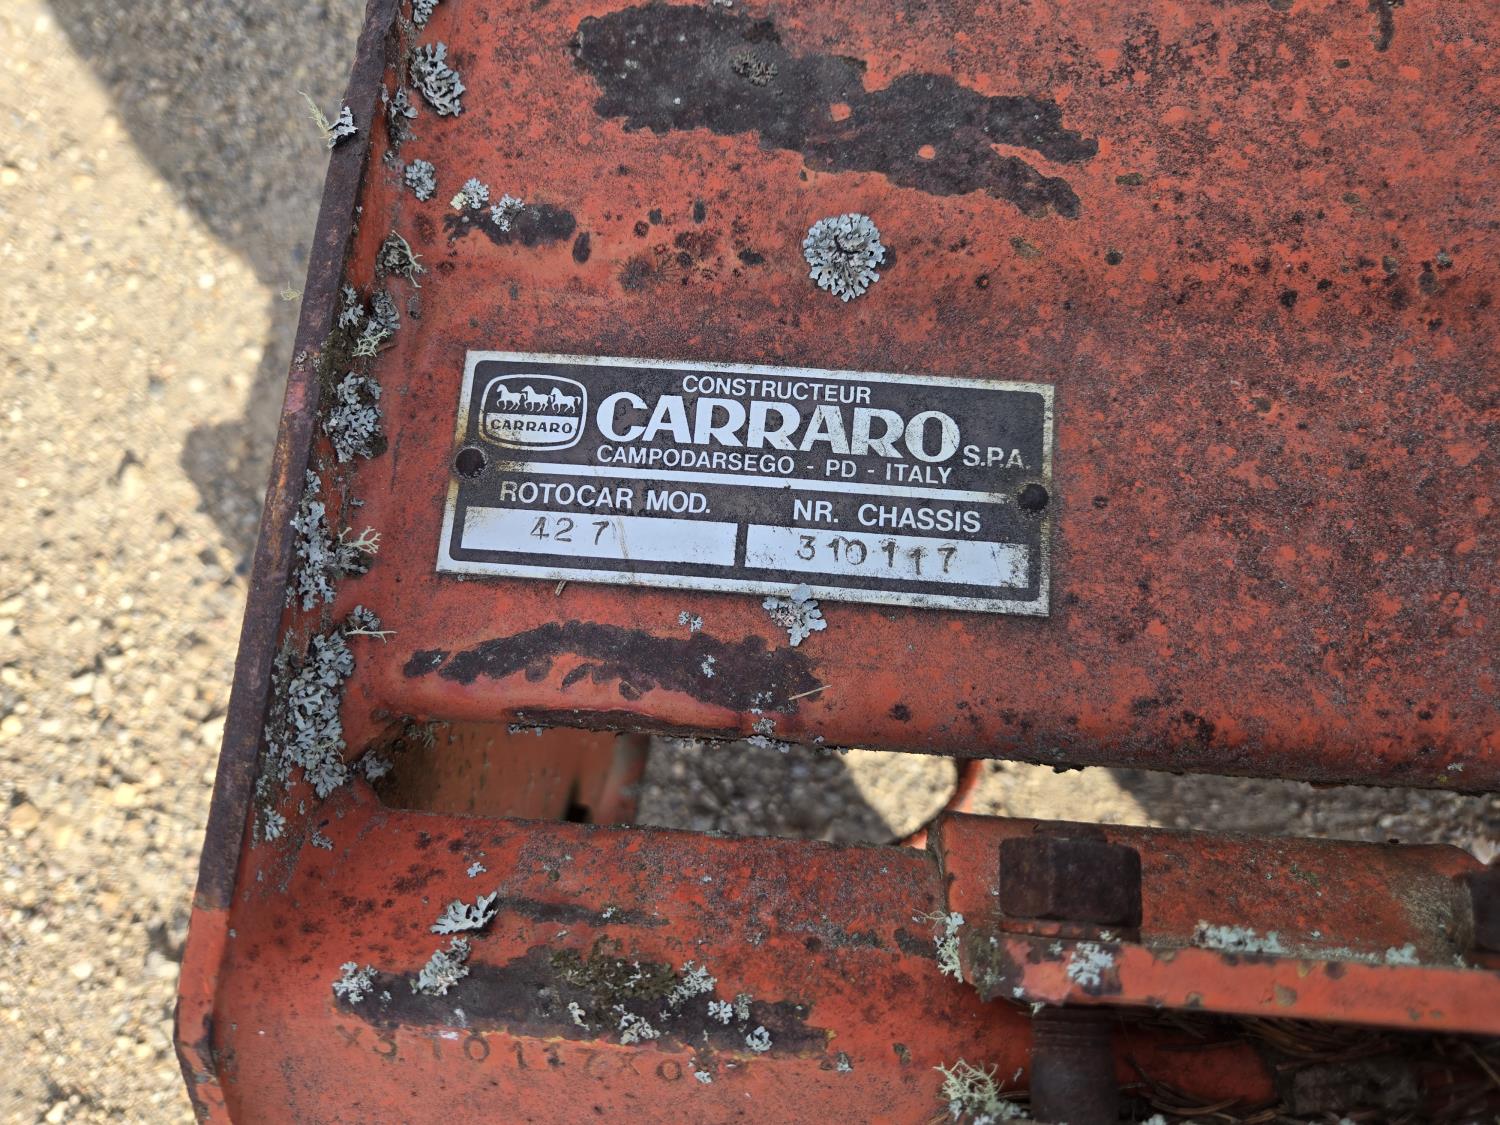 CONSTRUCTEUR
CARRARO
CARRARO S.P.A.
CAMPODARSEGO - PD - ITALY
ROTOCAR MOD. NR. CHASSIS
427 310117